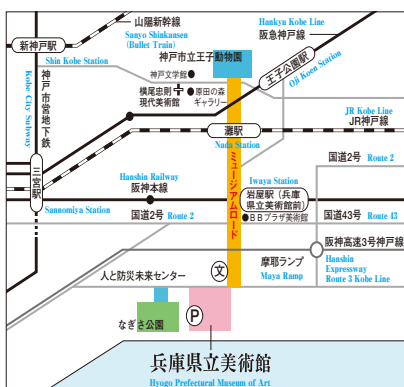 山陽新幹線
Sanyo Shinkansen
(Bullet Train)
Hankyu Kobe Line
阪急神戸線
新神戸駅
Shin Kobe Station
神戸市立王子動物園
王子公園駅
Oji Koen Station
神戸文学館
横尾忠則
現代美術館
原田の森
ギャラリー
神戸市営地下鉄
Kobe City Subway
JR Kobe Line
JR神戸線
灘駅
Nada Station
ミュージアムロード
国道2号 Route 2
三宮駅
Sannomiya Station
Hanshin Railway
阪神本線
Iwaya Station
岩屋駅(兵庫
県立美術館前)
国道2号 Route 2
BBプラザ美術館
国道43号 Route 43
阪神高速3号神戸線
Hanshin
Expressway
Route 3 Kobe Line
人と防災未来センター
文
摩耶ランプ
Maya Ramp
なぎさ公園
P
兵庫県立美術館
Hyogo Prefectural Museum of Art